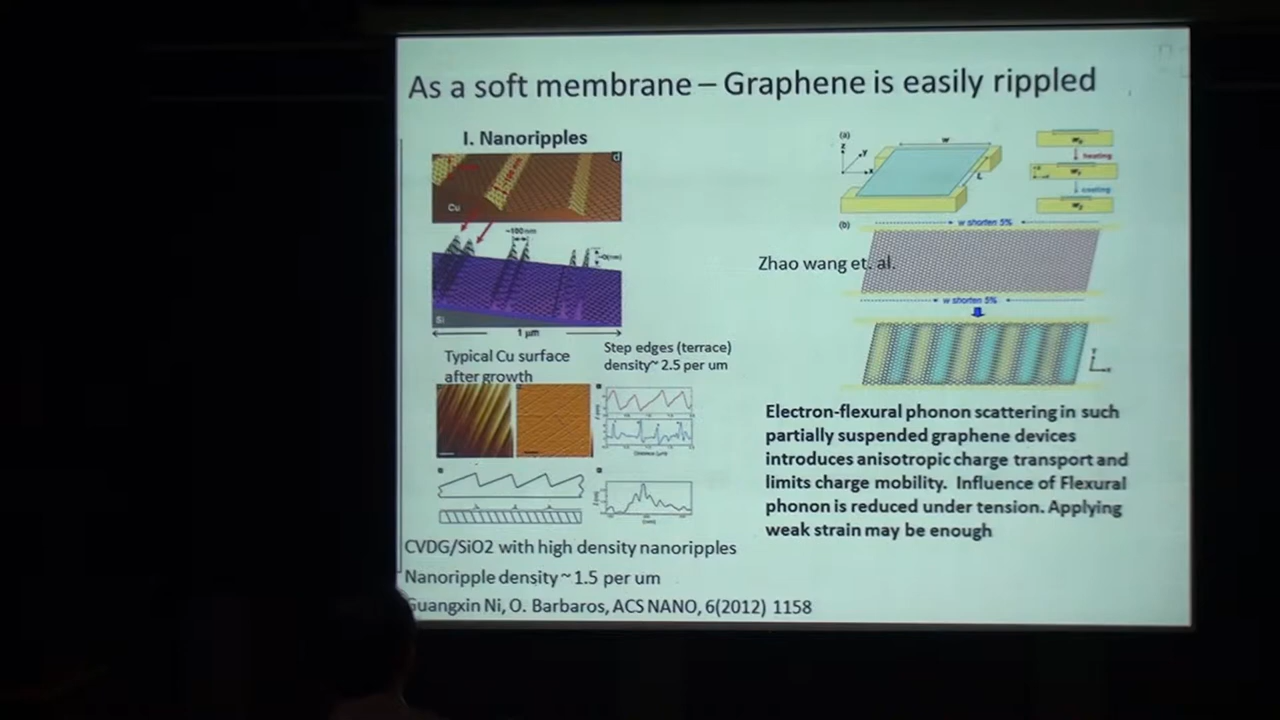 As a soft membrane – Graphene is easily rippled
I. Nanoripples
d
Cu
~100nm
Si
1 µm
Typical Cu surface
after growth
Step edges (terrace)
density~ 2.5 per um
CVDG/SiO2 with high density nanoripples
Nanoripple density ~ 1.5 per um
Guangxin Ni, O. Barbaros, ACS NANO, 6(2012) 1158
(a)
z
y
x
w
L
heating
cooling
(b)
w shorten 5%
Zhao wang et. al.
w shorten 5%
Y
x
Electron-flexural phonon scattering in such
partially suspended graphene devices
introduces anisotropic charge transport and
limits charge mobility. Influence of Flexural
phonon is reduced under tension. Applying
weak strain may be enough